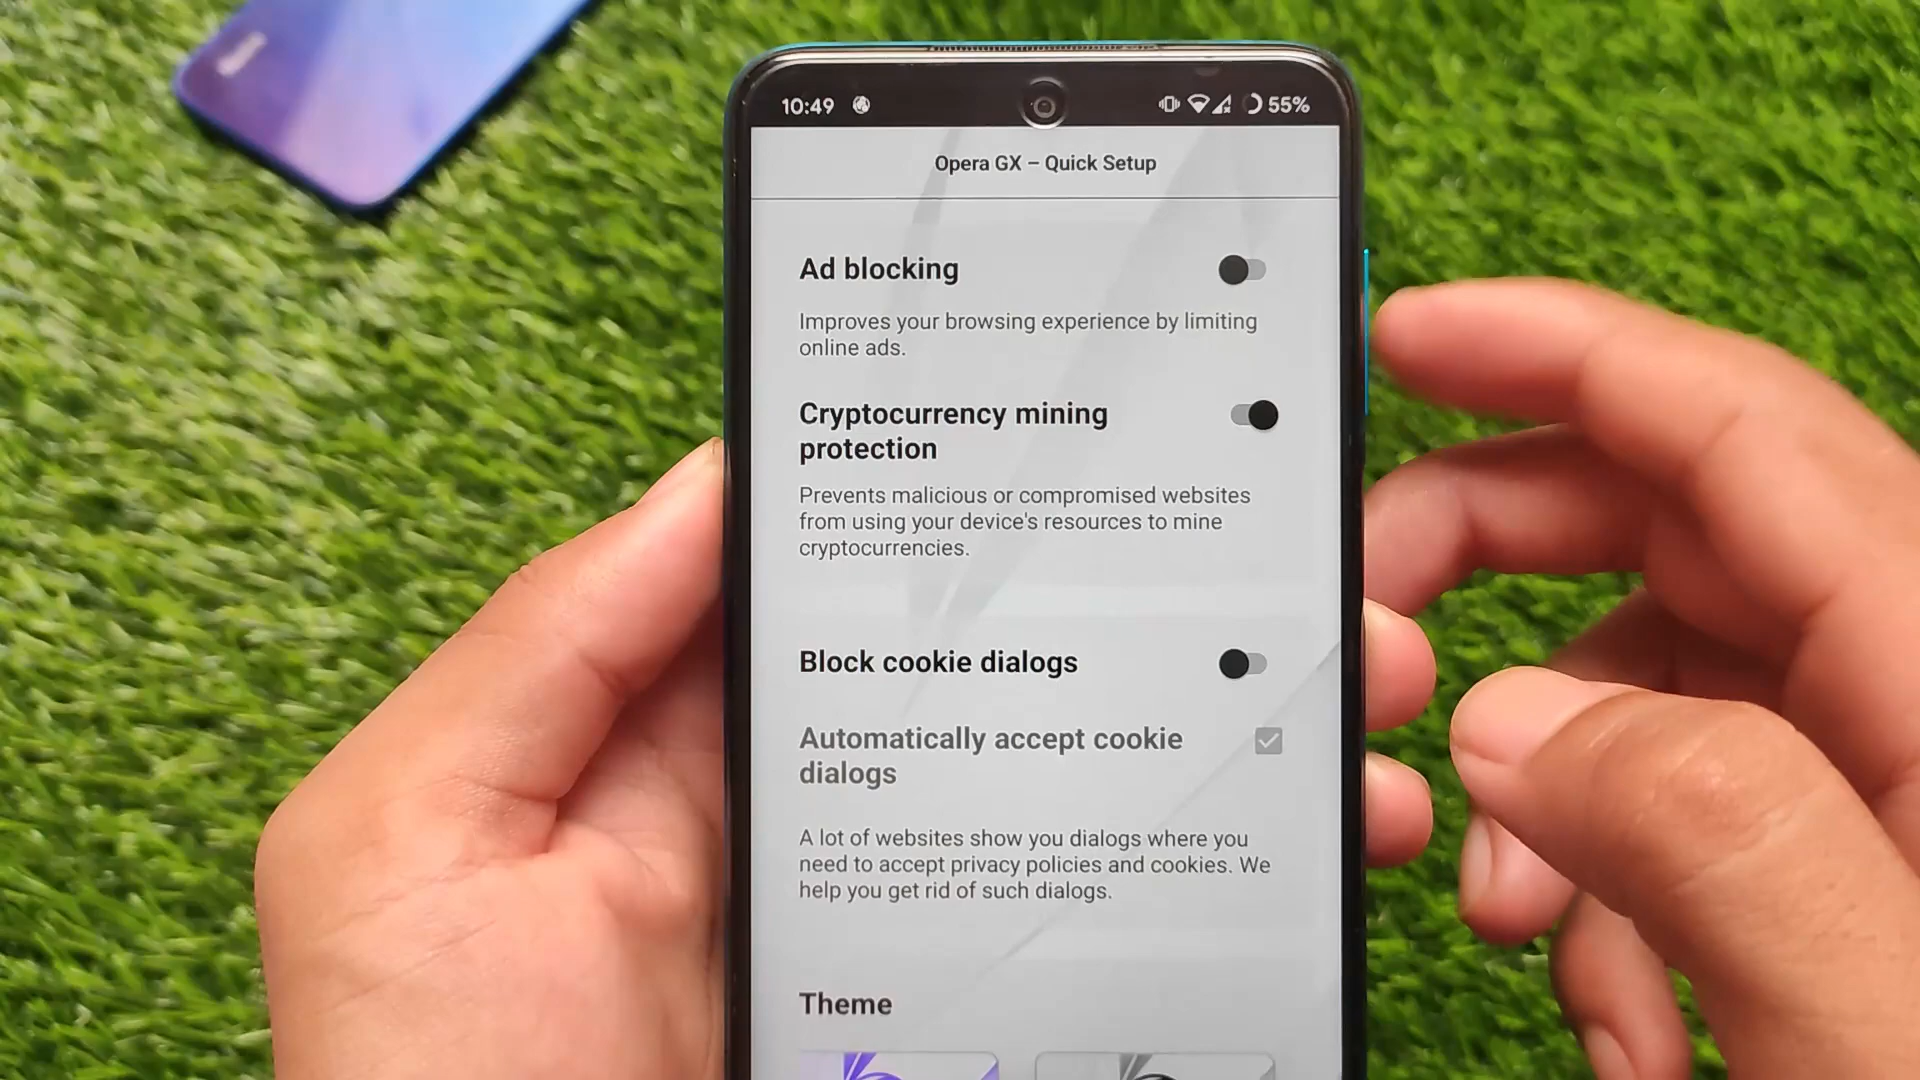 10:49
55%
Opera GX – Quick Setup
Ad blocking
Improves your browsing experience by limiting
online ads.
Cryptocurrency mining
protection
Prevents malicious or compromised websites
from using your device's resources to mine
cryptocurrencies.
Block cookie dialogs
Automatically accept cookie
dialogs
A lot of websites show you dialogs where you
need to accept privacy policies and cookies. We
help you get rid of such dialogs.
Theme